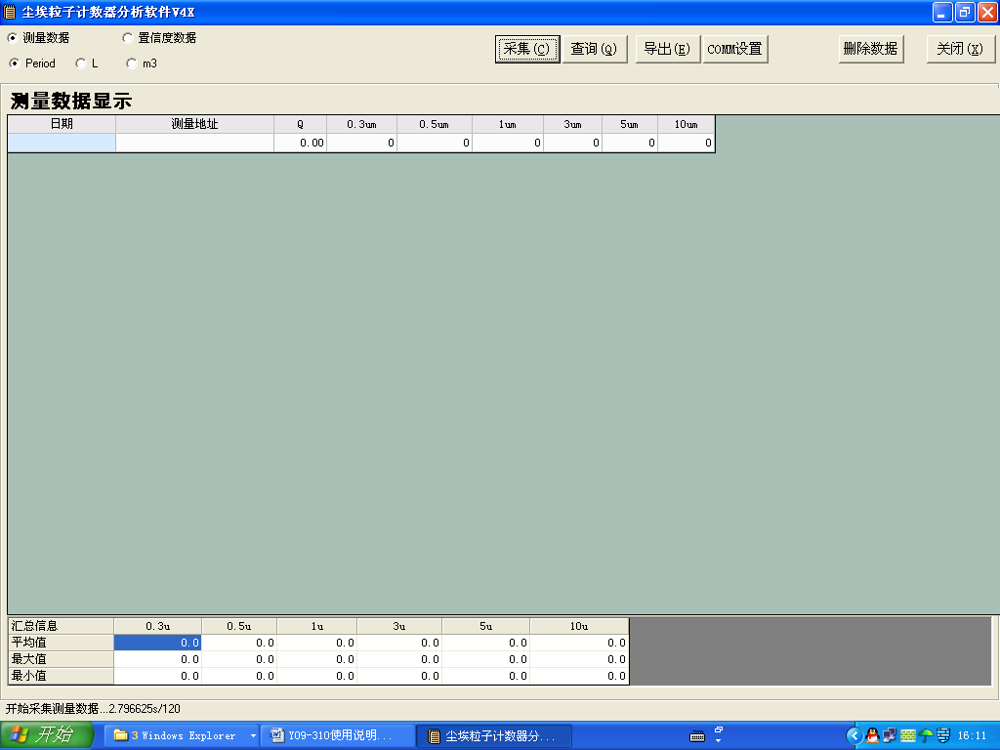 尘埃粒子计数器分析软件V4X
测量数据 置信度数据
Period L m3
采集(C) 查询(Q) 导出(E) COMM设置 删除数据 关闭(X)
测量数据显示
日期 测量地址 Q 0.3um 0.5um 1um 3um 5um 10um
0.00 0 0 0 0 0 0
汇总信息 0.3u 0.5u 1u 3u 5u 10u
平均值 0.0 0.0 0.0 0.0 0.0 0.0
最大值 0.0 0.0 0.0 0.0 0.0 0.0
最小值 0.0 0.0 0.0 0.0 0.0 0.0
开始采集测量数据...2.796625s/120
开始 3 Windows Explorer Y09-310使用说明... 尘埃粒子计数器分... 16:11